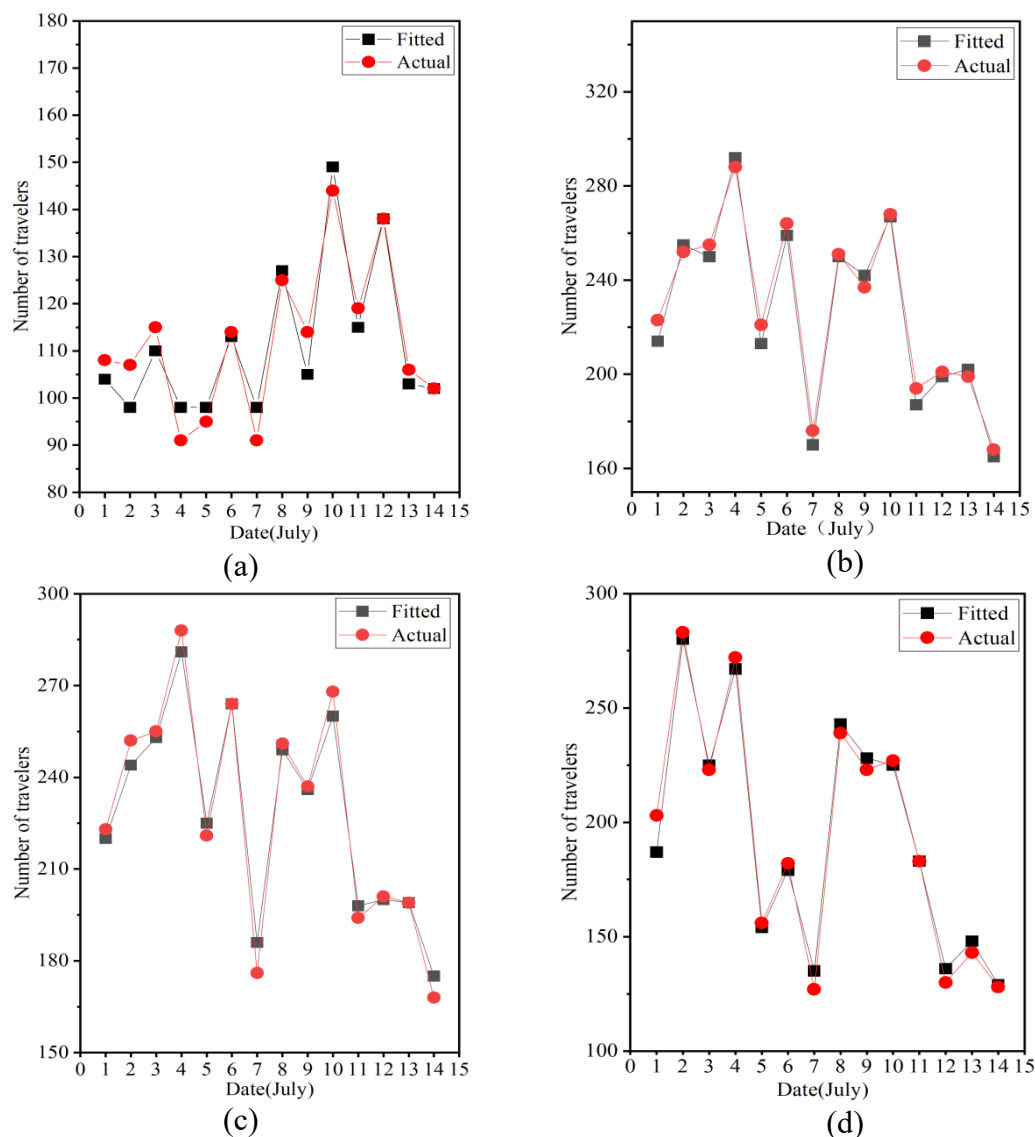 180
170
160
150
140
130
120
110
100
90
80
Number of travelers
Fitted
Actual
0 1 2 3 4 5 6 7 8 9 10 11 12 13 14 15
Date(July)
(a)
320
280
240
200
160
Number of travelers
Fitted
Actual
0 1 2 3 4 5 6 7 8 9 10 11 12 13 14 15
Date（July）
(b)
300
270
240
210
180
150
Number of travelers
Fitted
Actual
0 1 2 3 4 5 6 7 8 9 10 11 12 13 14 15
Date(July)
(c)
300
250
200
150
100
Number of travelers
Fitted
Actual
0 1 2 3 4 5 6 7 8 9 10 11 12 13 14 15
Date(July)
(d)